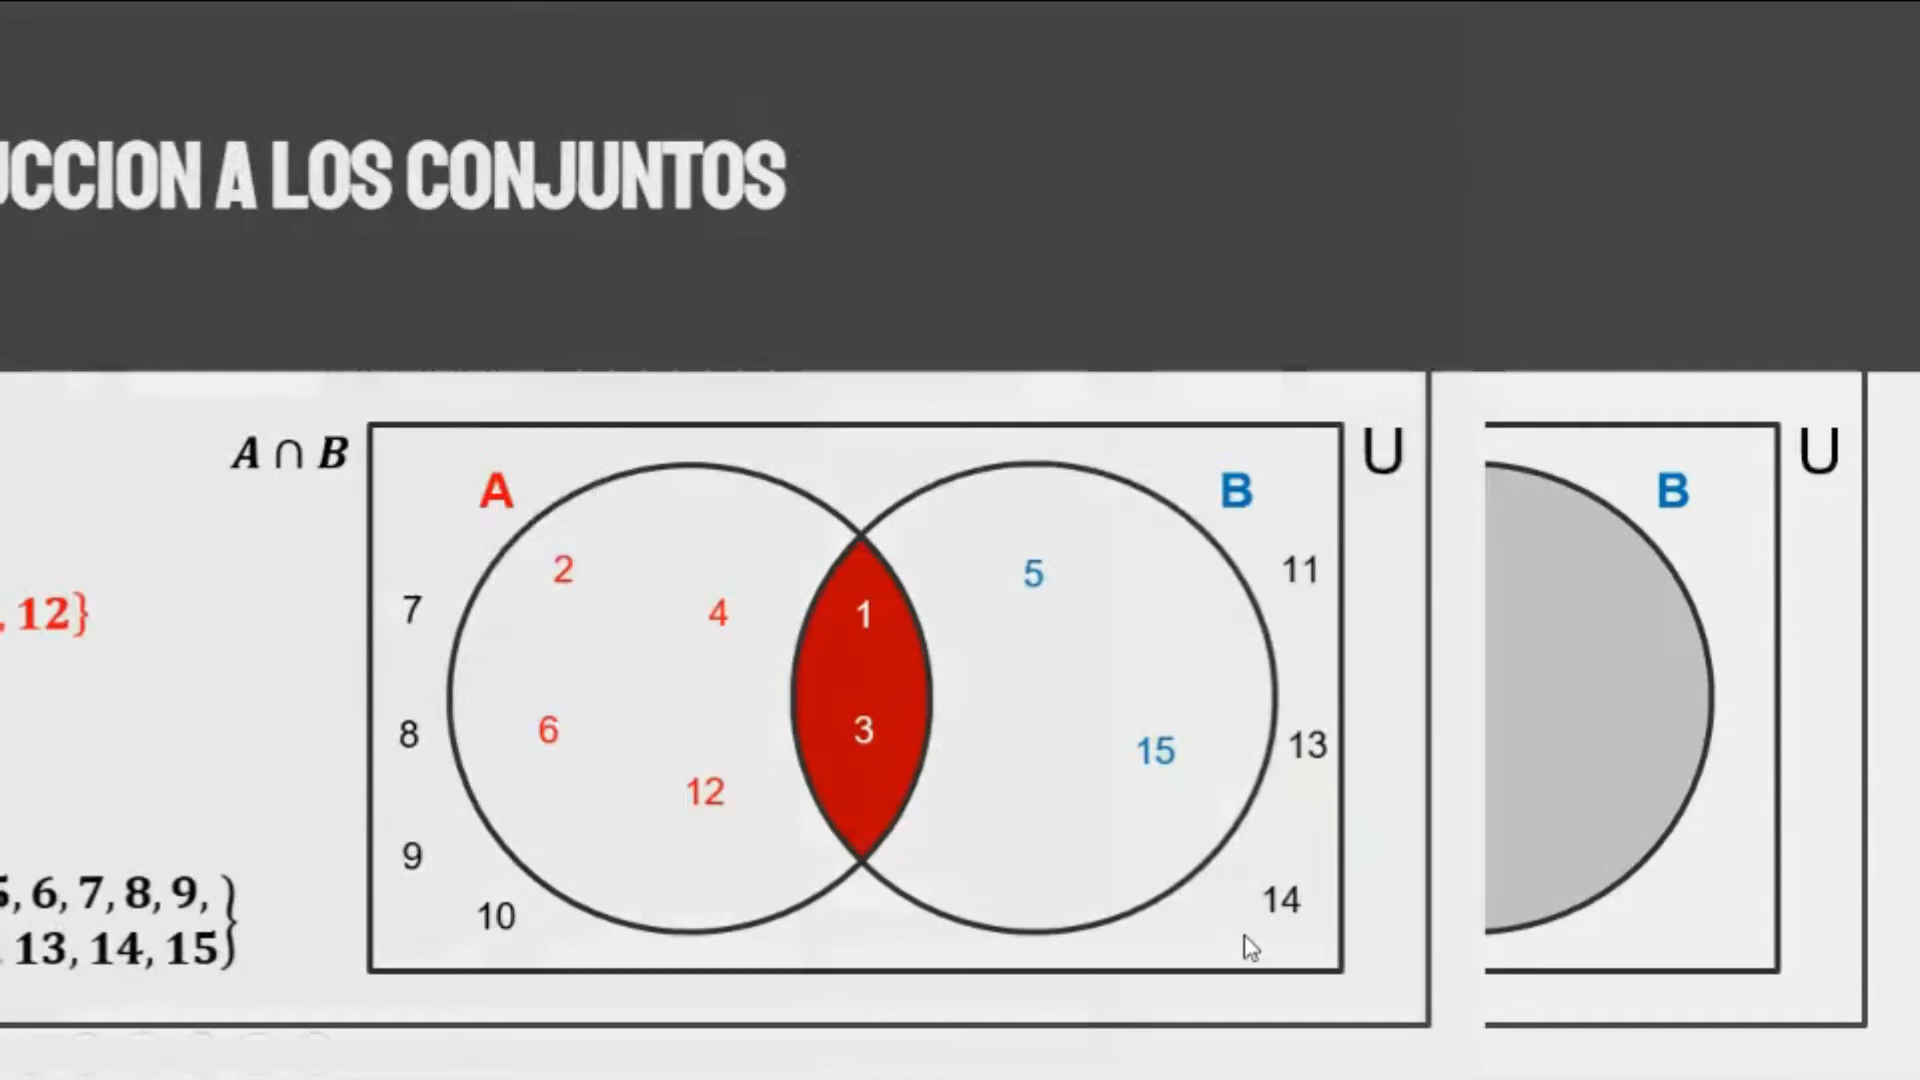 UCCION A LOS CONJUNTOS
A ∩ B
U
U
A
B
B
2
5
11
7
4
1
, 12}
6
3
8
15
13
12
9
5, 6, 7, 8, 9,
10
14
13, 14, 15}